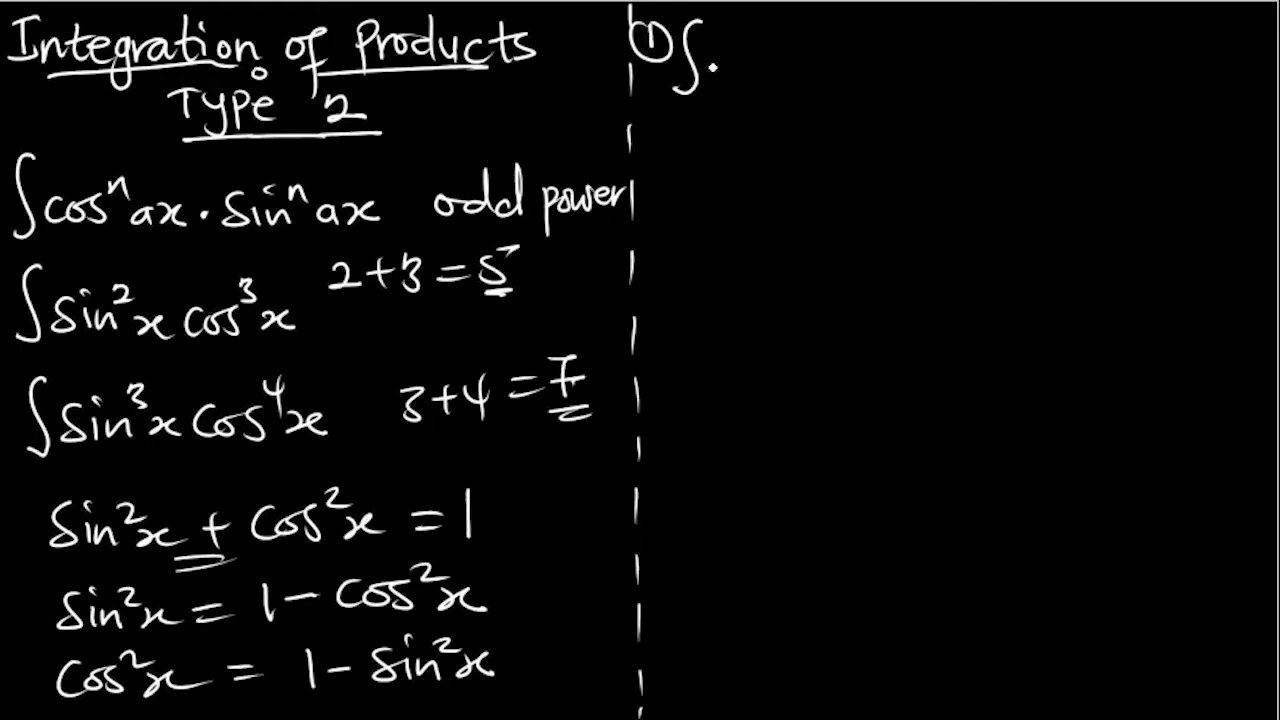 Integration of Products
Type 2
∫cosⁿax · sinⁿax odd power
∫sin²x cos³x 2+3=5
∫sin³x cos⁴x 3+4=7
sin²x + cos²x = 1
sin²x = 1 - cos²x
cos²x = 1 - sin²x
① ∫